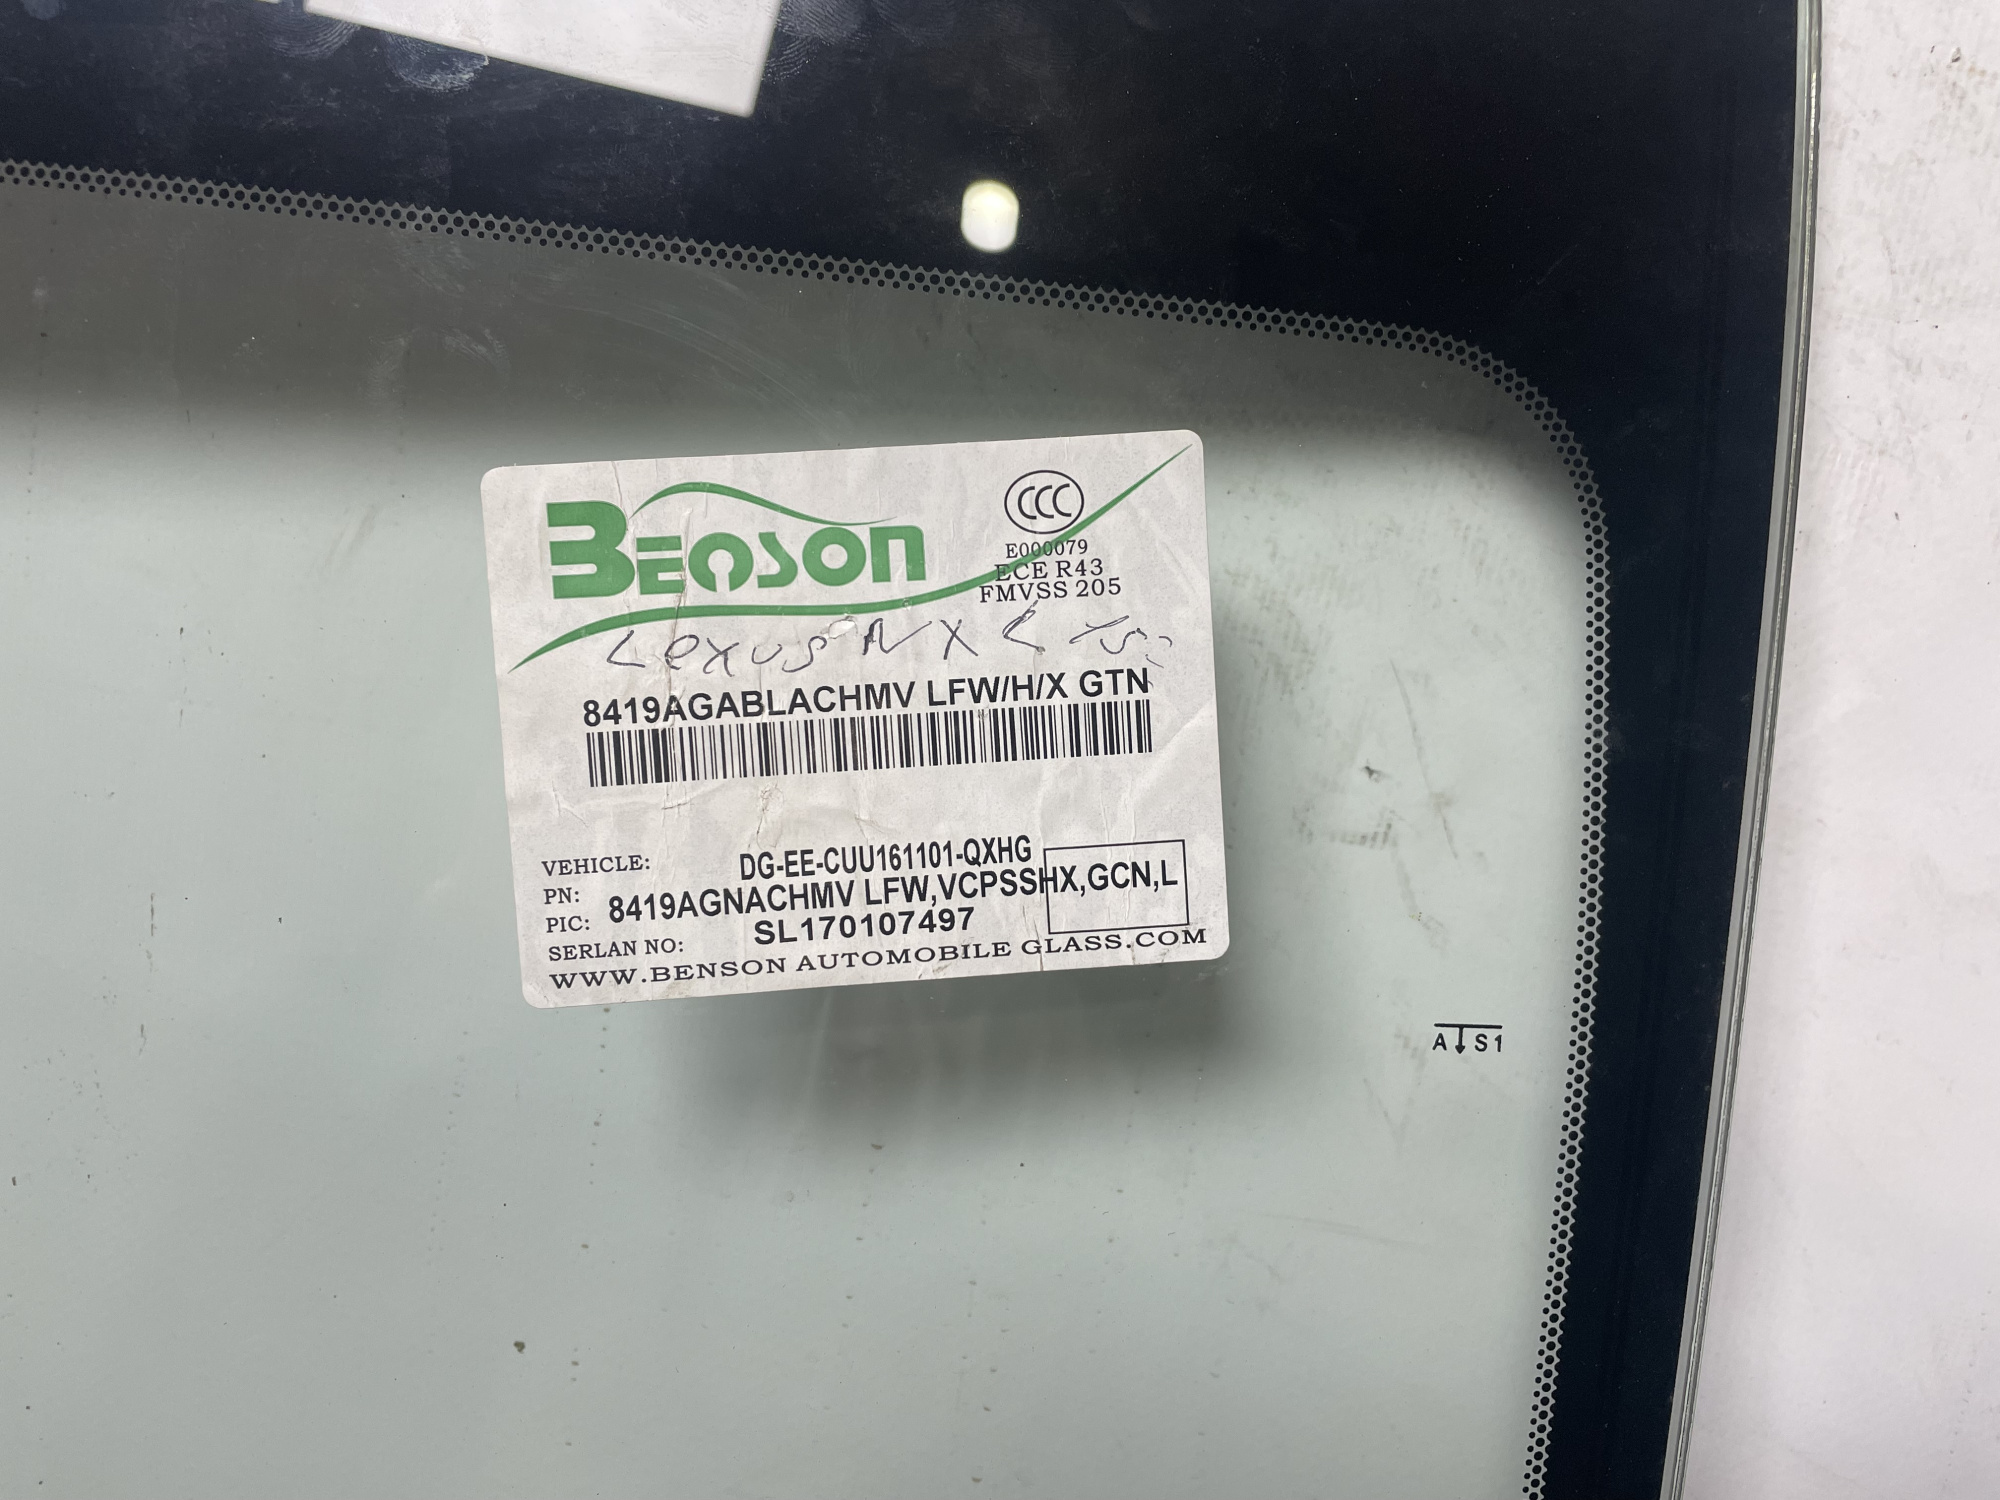 BENSON
CCC
E000079
ECE R43
FMVSS 205
Lexus NX
8419AGABLACHMV LFW/H/X GTN
VEHICLE: DG-EE-CUU161101-QXHG
PN: 8419AGNACHMV LFW,VCPSSHX,GCN,L
PIC: SL170107497
SERLAN NO:
WWW.BENSON AUTOMOBILE GLASS.COM
A S1